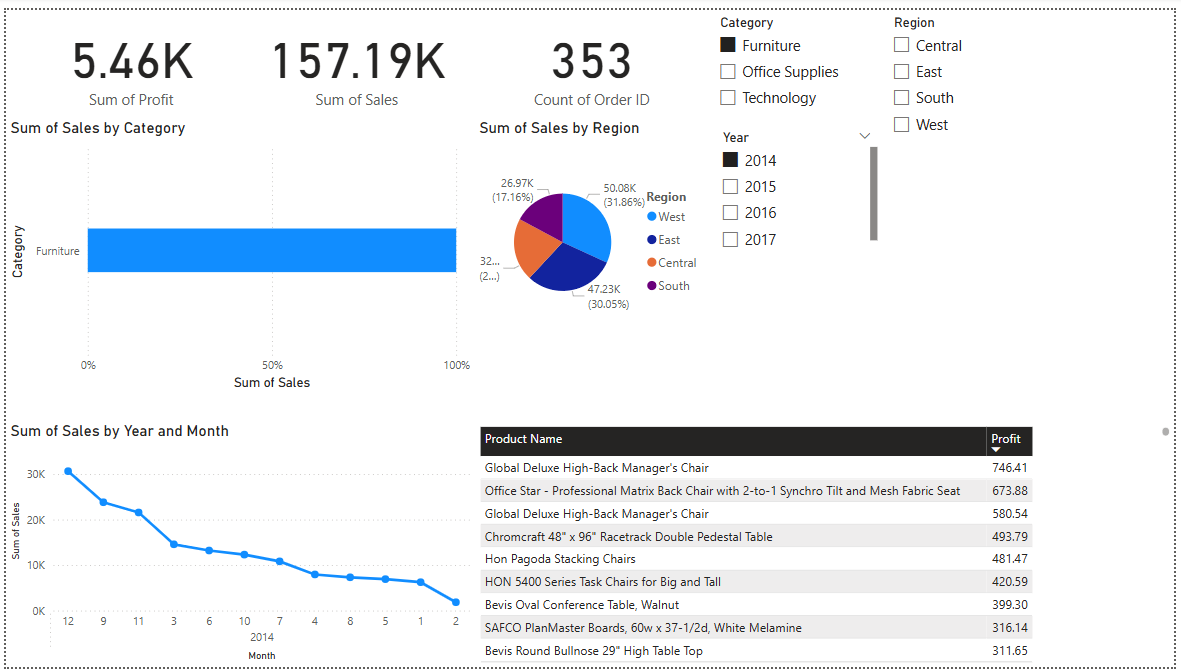 5.46K
Sum of Profit
157.19K
Sum of Sales
353
Count of Order ID
Category
Furniture
Office Supplies
Technology
Region
Central
East
South
West
Year
2014
2015
2016
2017
Sum of Sales by Category
Category
Furniture
0%
50%
100%
Sum of Sales
Sum of Sales by Region
26.97K
(17.16%)
50.08K
(31.86%)
32...
(2...)
47.23K
(30.05%)
Region
West
East
Central
South
Sum of Sales by Year and Month
Sum of Sales
30K
20K
10K
0K
12 9 11 3 6 10 7 4 8 5 1 2
2014
Month
Product Name Profit
Global Deluxe High-Back Manager's Chair 746.41
Office Star - Professional Matrix Back Chair with 2-to-1 Synchro Tilt and Mesh Fabric Seat 673.88
Global Deluxe High-Back Manager's Chair 580.54
Chromcraft 48" x 96" Racetrack Double Pedestal Table 493.79
Hon Pagoda Stacking Chairs 481.47
HON 5400 Series Task Chairs for Big and Tall 420.59
Bevis Oval Conference Table, Walnut 399.30
SAFCO PlanMaster Boards, 60w x 37-1/2d, White Melamine 316.14
Bevis Round Bullnose 29" High Table Top 311.65